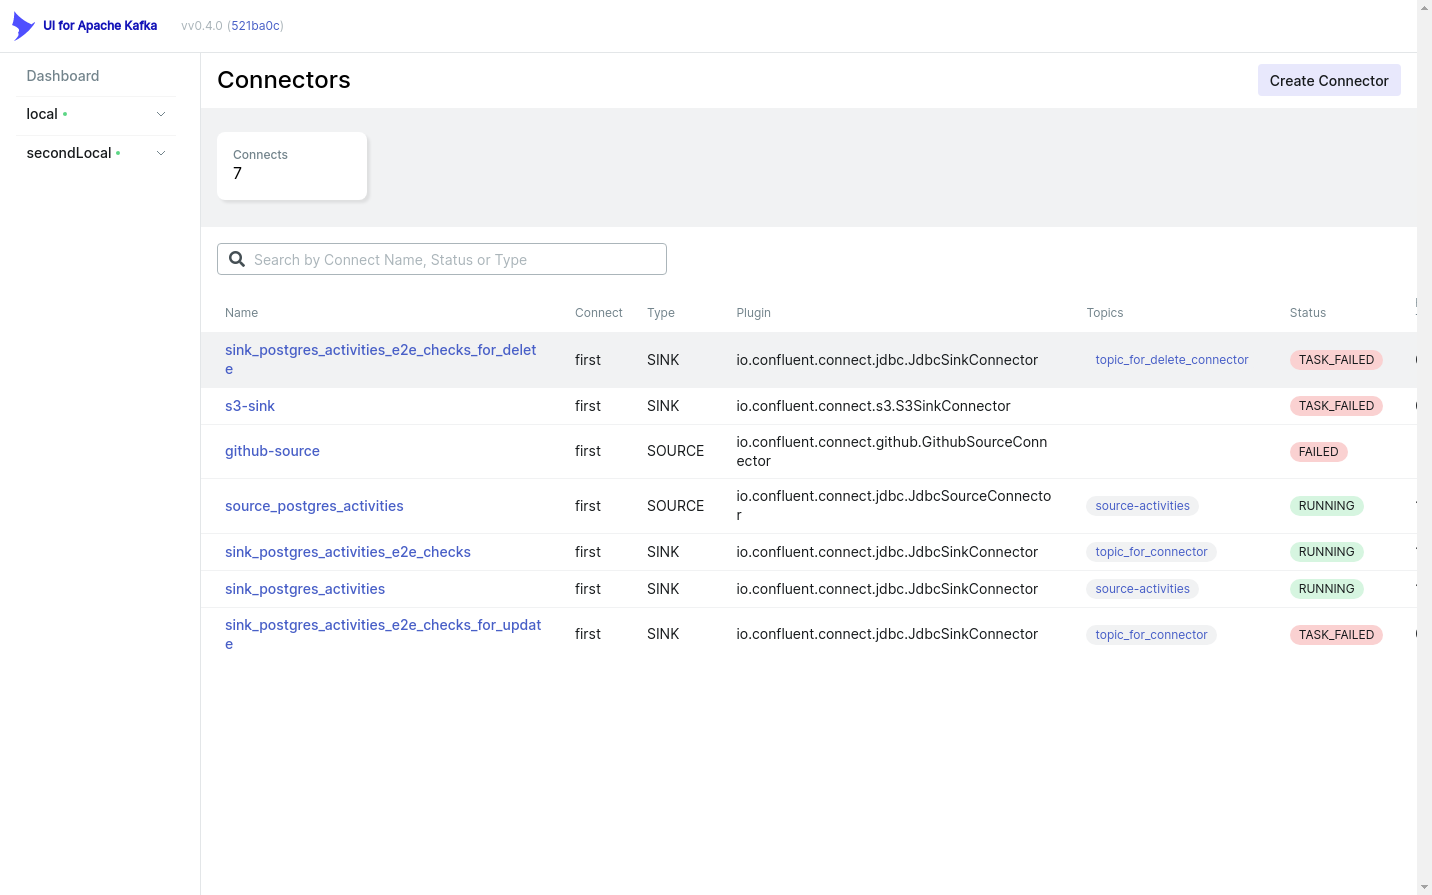 UI for Apache Kafka vv0.4.0 (521ba0c)
Dashboard
local
secondLocal
Connectors
Create Connector
Connects
7
Search by Connect Name, Status or Type
Name Connect Type Plugin Topics Status
sink_postgres_activities_e2e_checks_for_delet
e
first SINK io.confluent.connect.jdbc.JdbcSinkConnector topic_for_delete_connector TASK_FAILED
s3-sink first SINK io.confluent.connect.s3.S3SinkConnector TASK_FAILED
github-source first SOURCE io.confluent.connect.github.GithubSourceConn
ector
FAILED
source_postgres_activities first SOURCE io.confluent.connect.jdbc.JdbcSourceConnecto
r
source-activities RUNNING
sink_postgres_activities_e2e_checks first SINK io.confluent.connect.jdbc.JdbcSinkConnector topic_for_connector RUNNING
sink_postgres_activities first SINK io.confluent.connect.jdbc.JdbcSinkConnector source-activities RUNNING
sink_postgres_activities_e2e_checks_for_updat
e
first SINK io.confluent.connect.jdbc.JdbcSinkConnector topic_for_connector TASK_FAILED